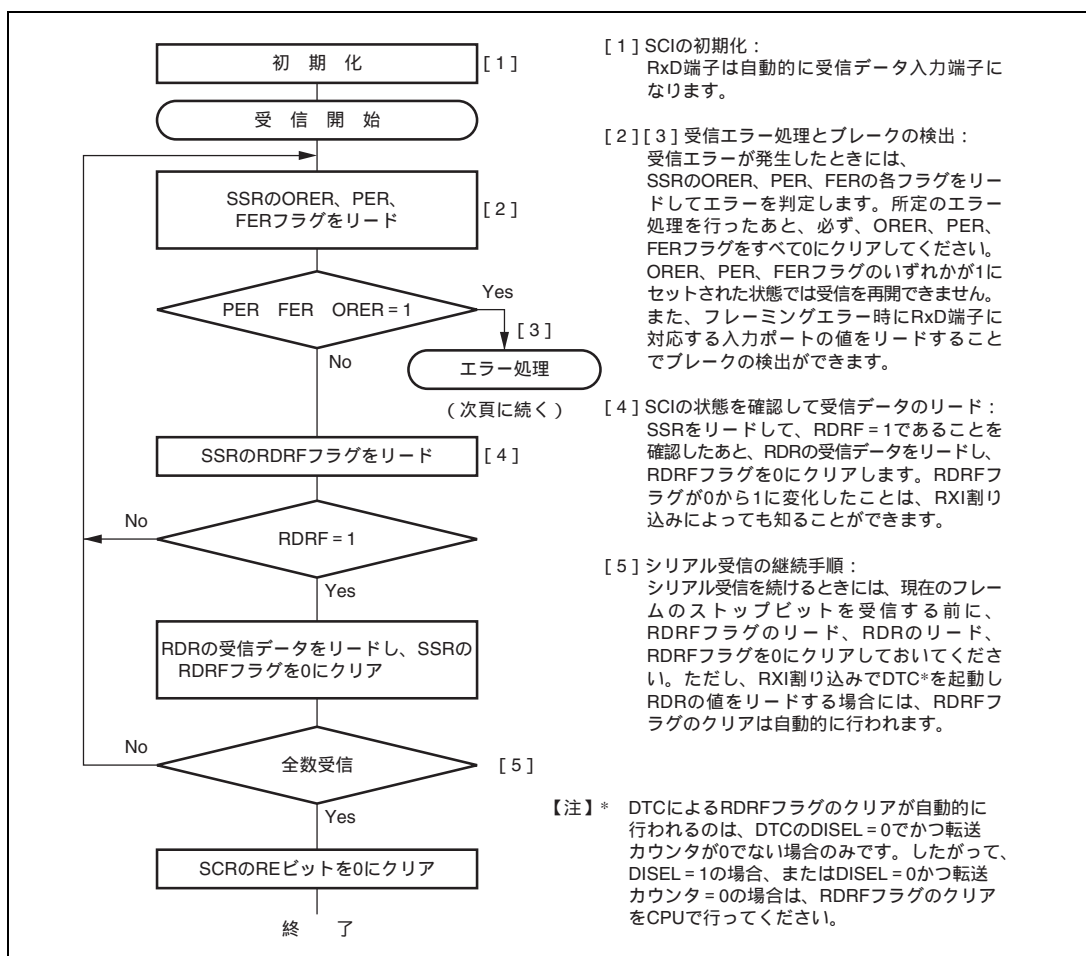 初 期 化
[1]
受 信 開 始
SSRのORER、PER、
FERフラグをリード
[2]
PER FER ORER = 1
Yes
[3]
No
エラー処理
(次頁に続く)
SSRのRDRFフラグをリード
[4]
No
RDRF = 1
Yes
RDRの受信データをリードし、SSRの
RDRFフラグを0にクリア
No
全数受信
[5]
Yes
SCRのREビットを0にクリア
終 了
[1] SCIの初期化:
RxD端子は自動的に受信データ入力端子に
なります。
[2][3] 受信エラー処理とブレークの検出:
受信エラーが発生したときには、
SSRのORER、PER、FERの各フラグをリー
ドしてエラーを判定します。所定のエラー
処理を行ったあと、必ず、ORER、PER、
FERフラグをすべて0にクリアしてください。
ORER、PER、FERフラグのいずれかが1に
セットされた状態では受信を再開できません。
また、フレーミングエラー時にRxD端子に
対応する入力ポートの値をリードすること
でブレークの検出ができます。
[4] SCIの状態を確認して受信データのリード:
SSRをリードして、RDRF = 1であることを
確認したあと、RDRの受信データをリードし、
RDRFフラグを0にクリアします。RDRFフ
ラグが0から1に変化したことは、RXI割り
込みによっても知ることができます。
[5] シリアル受信の継続手順:
シリアル受信を続けるときには、現在のフレー
ムのストップビットを受信する前に、
RDRFフラグのリード、RDRのリード、
RDRFフラグを0にクリアしておいてくださ
い。ただし、RXI割り込みでDTC*を起動し
RDRの値をリードする場合には、RDRFフ
ラグのクリアは自動的に行われます。
【注】* DTCによるRDRFフラグのクリアが自動的に
行われるのは、DTCのDISEL = 0でかつ転送
カウンタが0でない場合のみです。したがって、
DISEL = 1の場合、またはDISEL = 0かつ転送
カウンタ = 0の場合は、RDRFフラグのクリア
をCPUで行ってください。